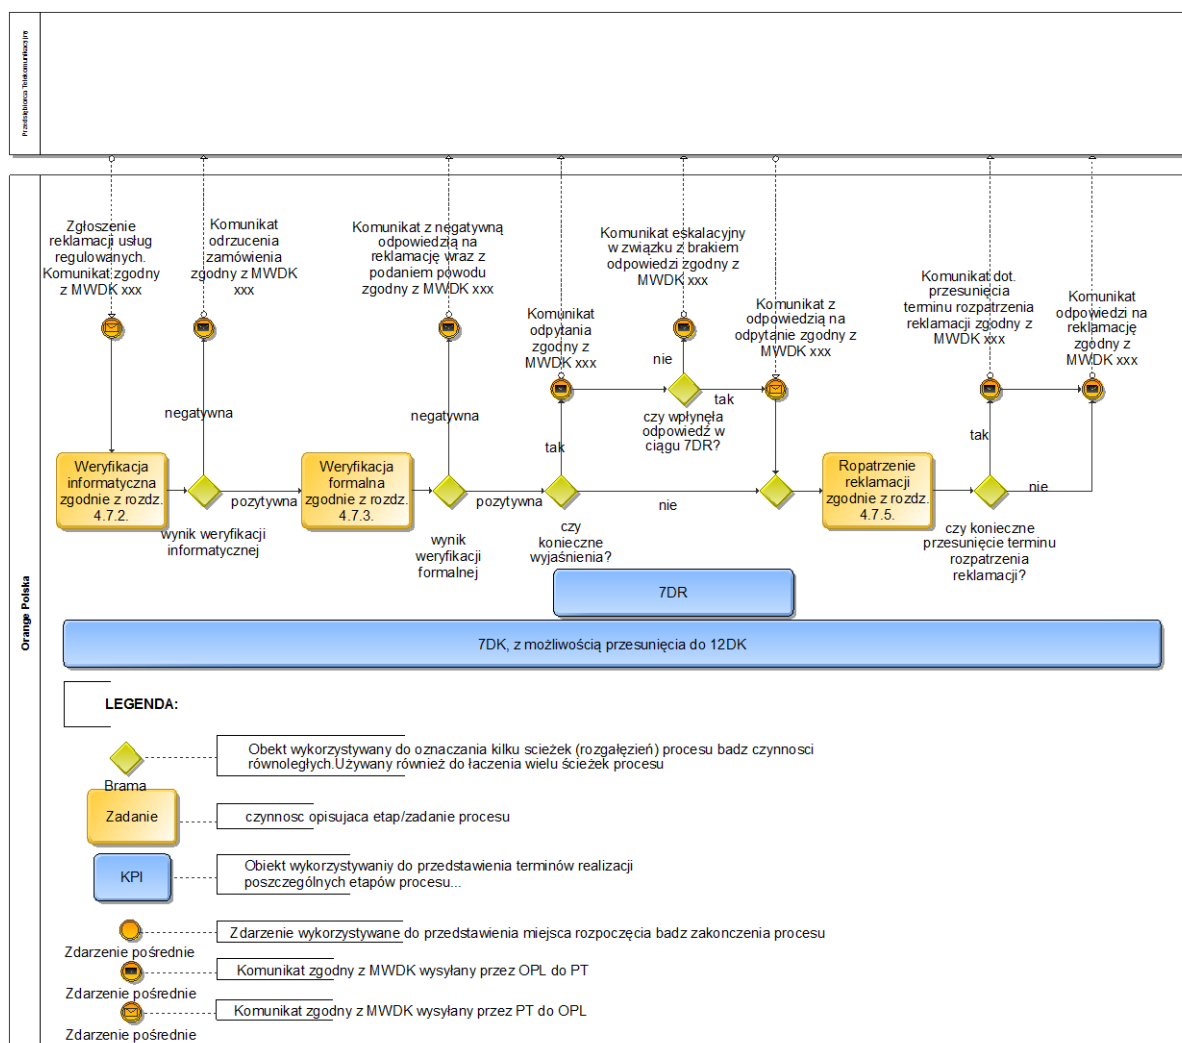 Przedsiębiorca Telekomunikacyjny
Orange Polska
Zgłoszenie
reklamacji usług
regulowanych.
Komunikat zgodny
z MWDK xxx
Komunikat
odrzucenia
zamówienia
zgodny z MWDK
xxx
Komunikat z negatywną
odpowiedzią na
reklamację wraz z
podaniem powodu
zgodny z MWDK xxx
Komunikat
odpytania
zgodny z
MWDK xxx
Komunikat eskalacyjny
w związku z brakiem
odpowiedzi zgodny z
MWDK xxx
Komunikat z
odpowiedzią na
odpytanie zgodny z
MWDK xxx
Komunikat dot.
przesunięcia
terminu rozpatrzenia
reklamacji zgodny z
MWDK xxx
Komunikat
odpowiedzi na
reklamację
zgodny z
MWDK xxx
negatywna
negatywna
nie
tak
czy wpłynęła
odpowiedź w
ciągu 7DR?
tak
tak
Weryfikacja
informatyczna
zgodnie z rozdz.
4.7.2.
pozytywna
wynik weryfikacji
informatycznej
Weryfikacja
formalna
zgodnie z rozdz.
4.7.3.
pozytywna
wynik
weryfikacji
formalnej
czy
konieczne
wyjaśnienia?
nie
Ropatrzenie
reklamacji
zgodnie z rozdz.
4.7.5.
nie
czy konieczne
przesunięcie terminu
rozpatrzenia
reklamacji?
7DR
7DK, z możliwością przesunięcia do 12DK
LEGENDA:
Brama
Obekt wykorzystywany do oznaczania kilku scieżek (rozgałęzień) procesu badz czynnosci
równoległych.Używany również do łaczenia wielu ścieżek procesu
Zadanie
czynnosc opisujaca etap/zadanie procesu
KPI
Obiekt wykorzystywaniy do przedstawienia terminów realizacji
poszczególnych etapów procesu...
Zdarzenie pośrednie
Zdarzenie wykorzystywane do przedstawienia miejsca rozpoczęcia badz zakonczenia procesu
Zdarzenie pośrednie
Komunikat zgodny z MWDK wysyłany przez OPL do PT
Zdarzenie pośrednie
Komunikat zgodny z MWDK wysyłany przez PT do OPL